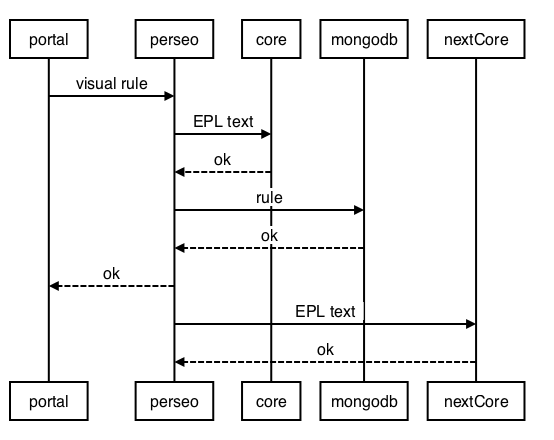 portal perseo core mongodb nextCore
visual rule
EPL text
ok
rule
ok
ok
EPL text
ok
portal perseo core mongodb nextCore